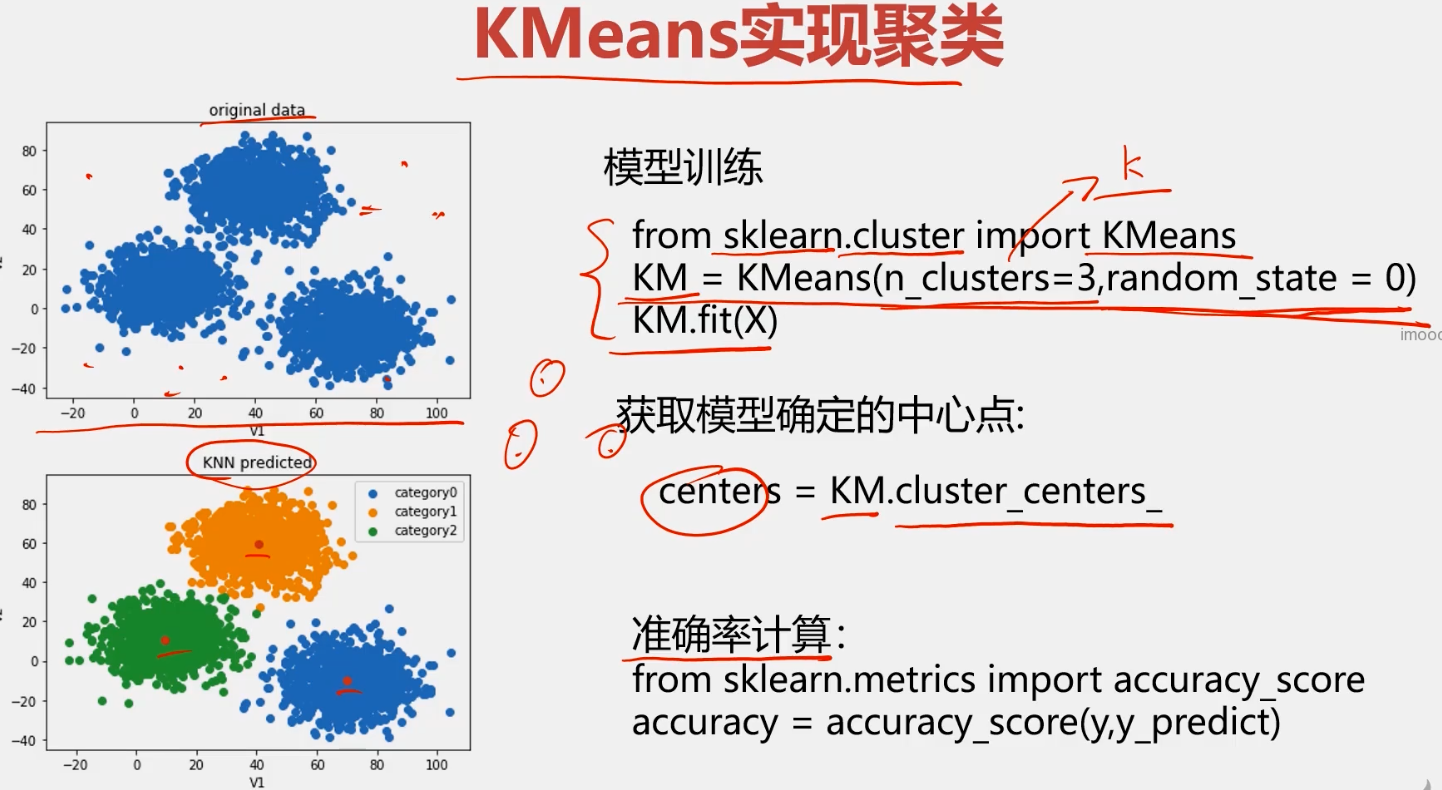 KMeans实现聚类
original data
80
60
40
20
0
−20
−40
−20 0 20 40 60 80 100
V1
KNN predicted
category0
category1
category2
80
60
40
20
0
−20
−40
−20 0 20 40 60 80 100
V1
模型训练
k
from sklearn.cluster import KMeans
KM = KMeans(n_clusters=3,random_state = 0)
KM.fit(X)
imooc
获取模型确定的中心点:
centers = KM.cluster_centers_
准确率计算:
from sklearn.metrics import accuracy_score
accuracy = accuracy_score(y,y_predict)